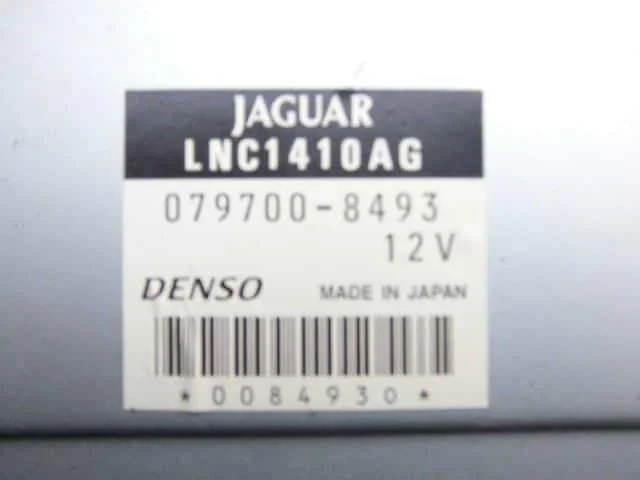 JAGUAR
LNC1410AG
079700-8493
12V
DENSO MADE IN JAPAN
*0084930*